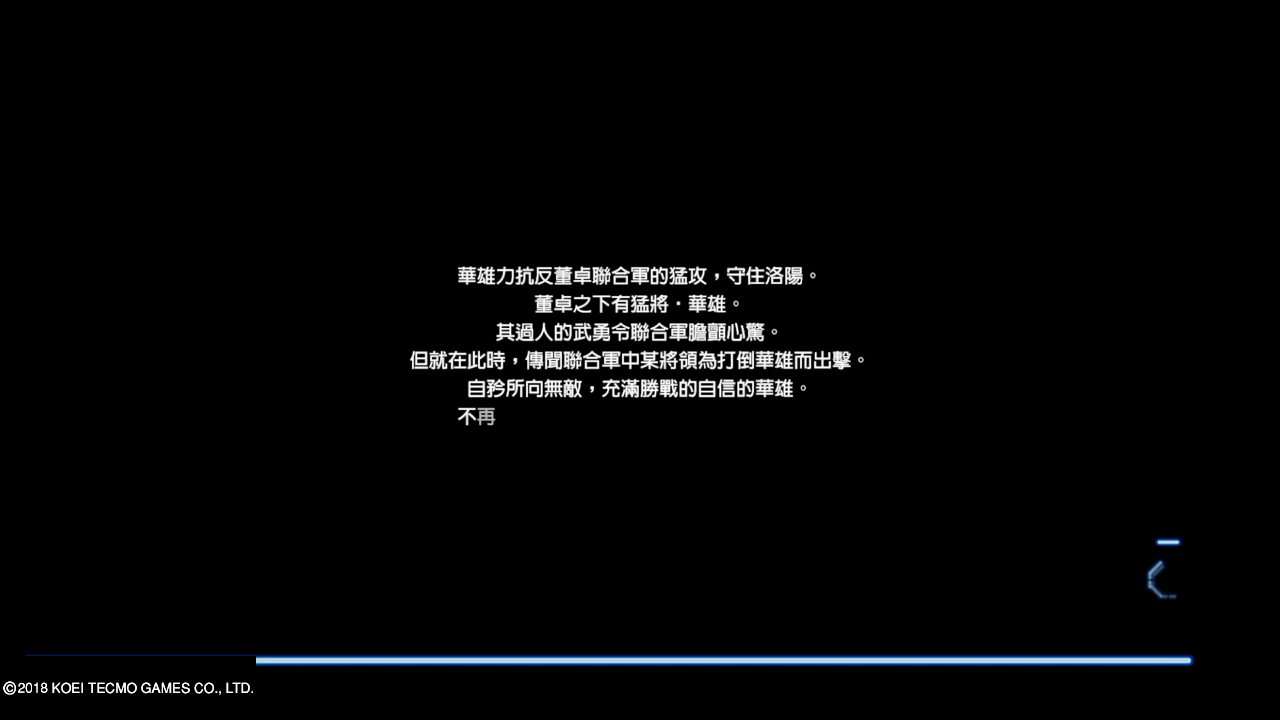 華雄力抗反董卓聯合軍的猛攻，守住洛陽。
董卓之下有猛將・華雄。
其過人的武勇令聯合軍膽顫心驚。
但就在此時，傳聞聯合軍中某將領為打倒華雄而出擊。
自矜所向無敵，充滿勝戰的自信的華雄。
不再
©2018 KOEI TECMO GAMES CO., LTD.